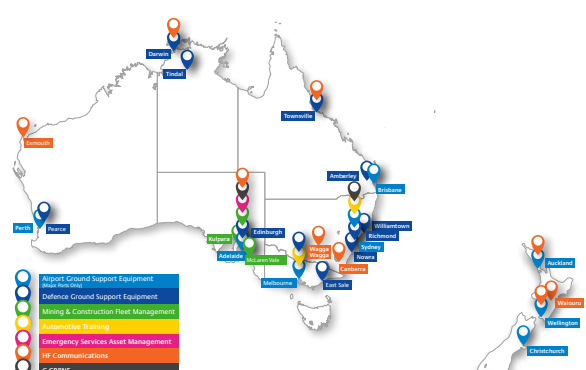 Darwin
Tindal
Townsville
Exmouth
Amberley
Brisbane
Perth
Pearce
Kulpara
Edinburgh
Adelaide
McLaren Vale
Wagga
Wagga
Williamtown
Richmond
Sydney
Nowra
Canberra
Melbourne
East Sale
Auckland
Waiouru
Wellington
Christchurch
Airport Ground Support Equipment
(Major Ports Only)
Defence Ground Support Equipment
Mining & Construction Fleet Management
Automotive Training
Emergency Services Asset Management
HF Communications